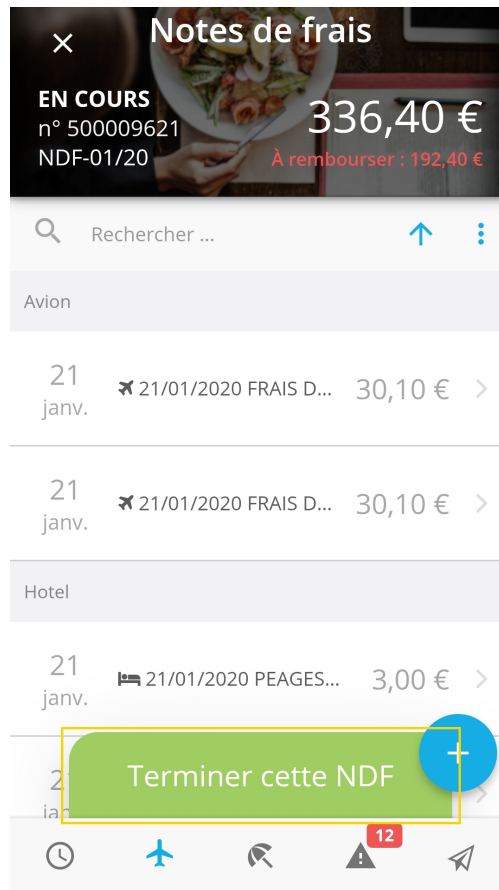 Notes de frais
EN COURS
n° 500009621
NDF-01/20
336,40 €
À rembourser : 192,40 €
Rechercher ...
Avion
21
janv.
21/01/2020 FRAIS D...
30,10 €
21
janv.
21/01/2020 FRAIS D...
30,10 €
Hotel
21
janv.
21/01/2020 PEAGES...
3,00 €
Terminer cette NDF
12